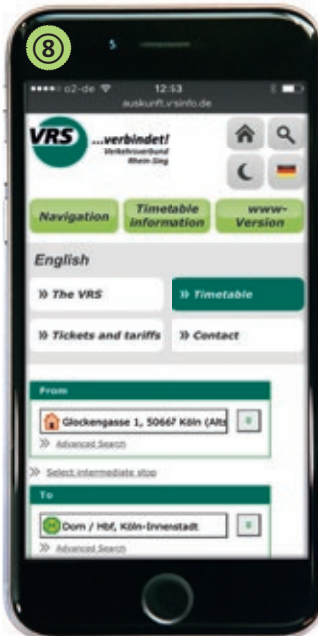 8
o2-de 12:53
auskunft.vrsinfo.de
VRS ...verbindet!
Verkehrsverbund
Rhein-Sieg
Navigation
Timetable
information
www-
Version
English
» The VRS
» Timetable
» Tickets and tariffs
» Contact
From
Glockengasse 1, 50667 Köln (Alts
» Advanced Search
» Select intermediate stop
To
H Dom / Hbf, Köln-Innenstadt
» Advanced Search